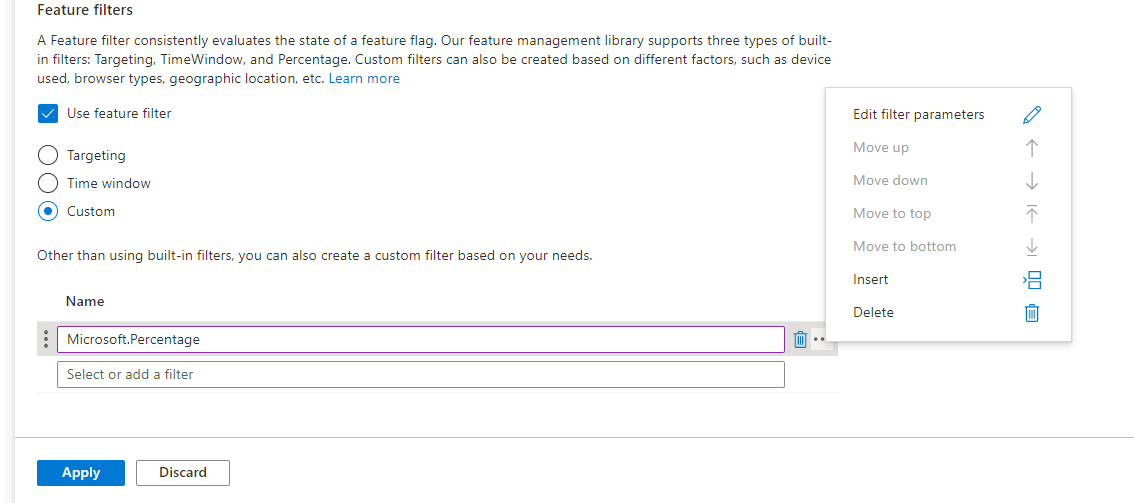 Feature filters
A Feature filter consistently evaluates the state of a feature flag. Our feature management library supports three types of built-
in filters: Targeting, TimeWindow, and Percentage. Custom filters can also be created based on different factors, such as device
used, browser types, geographic location, etc. Learn more
Use feature filter
Targeting
Time window
Custom
Other than using built-in filters, you can also create a custom filter based on your needs.
Name
Microsoft.Percentage
Select or add a filter
Apply
Discard
Edit filter parameters
Move up
Move down
Move to top
Move to bottom
Insert
Delete